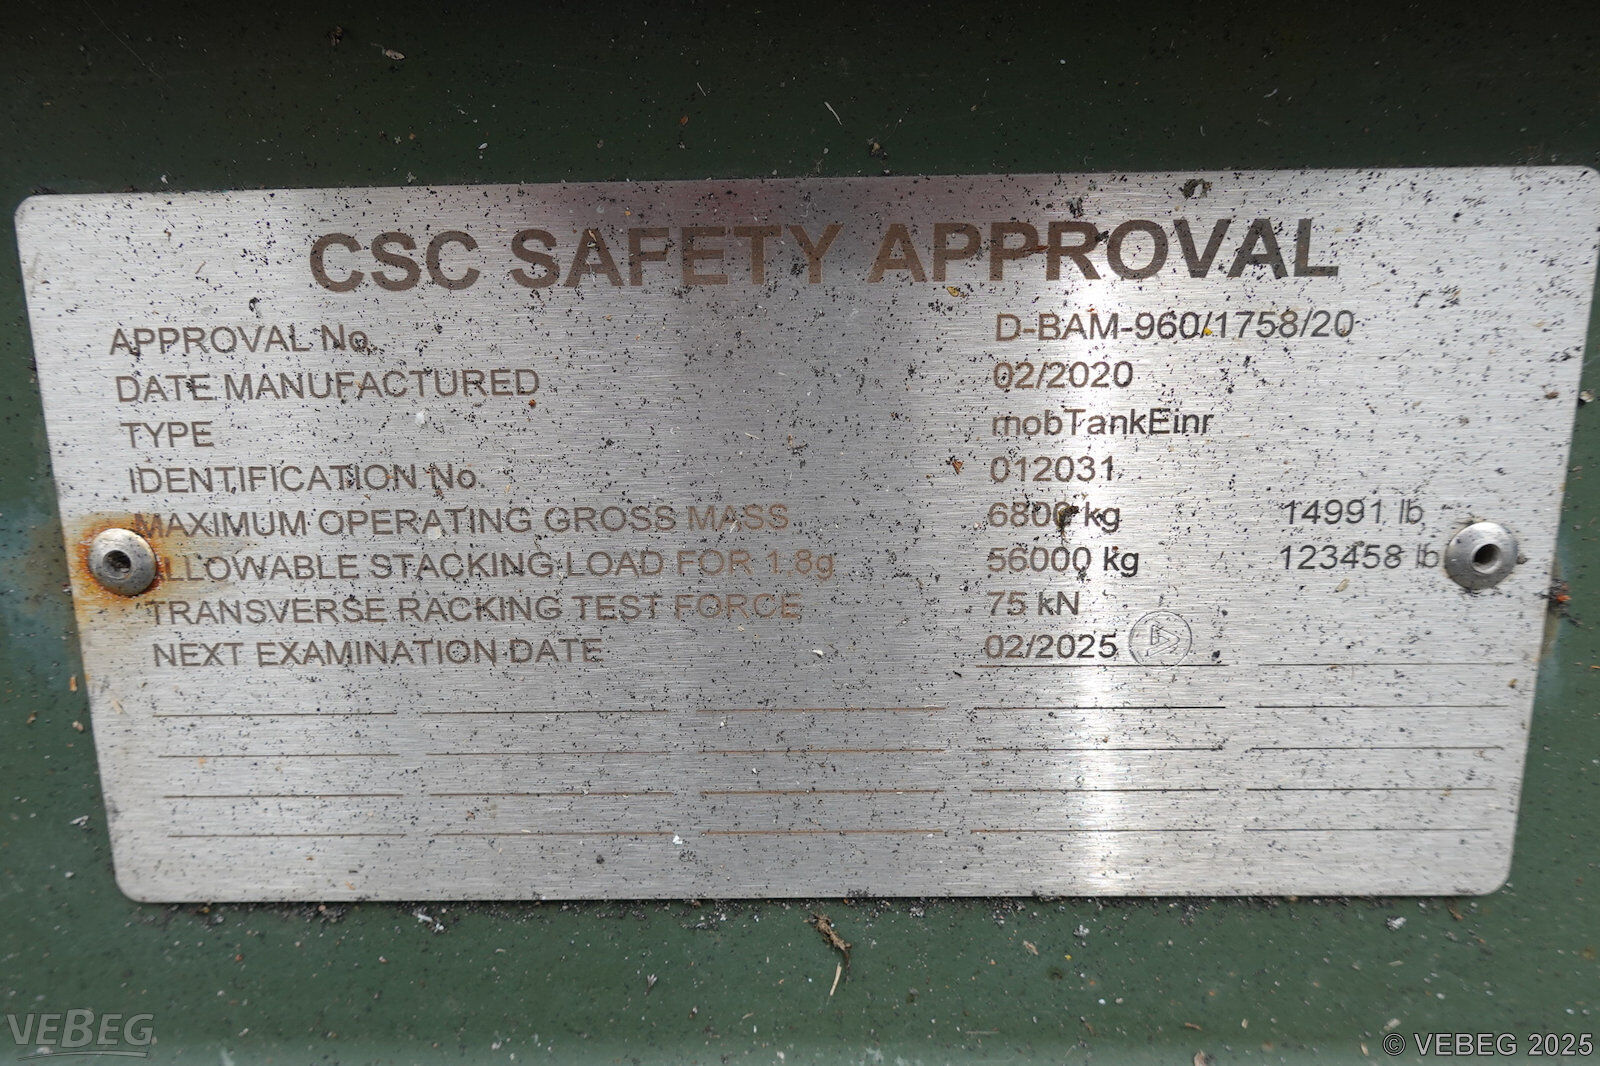 CSC SAFETY APPROVAL
APPROVAL No. D-BAM-960/1758/20
DATE MANUFACTURED 02/2020
TYPE mobTankEinr
IDENTIFICATION No. 012031
MAXIMUM OPERATING GROSS MASS 6800 kg 14991 lb
ALLOWABLE STACKING LOAD FOR 1.8g 56000 kg 123458 lb
TRANSVERSE RACKING TEST FORCE 75 kN
NEXT EXAMINATION DATE 02/2025
VEBEG
© VEBEG 2025